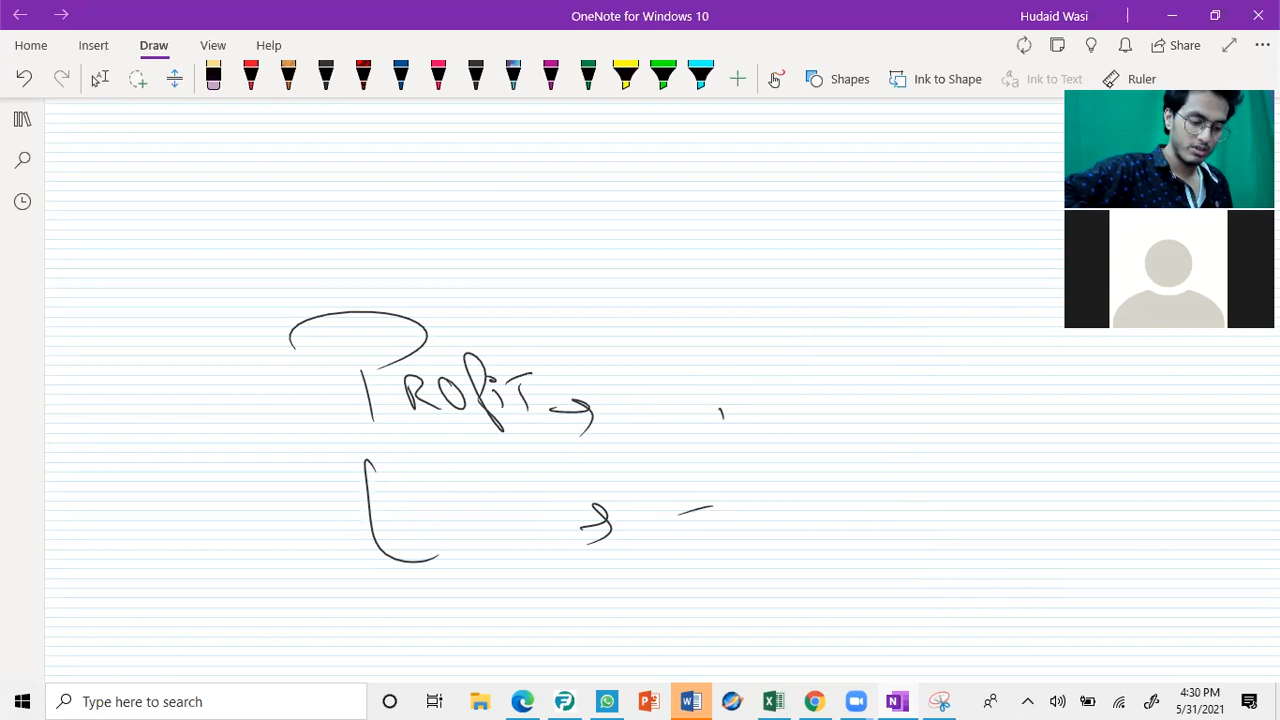 OneNote for Windows 10
Hudaid Wasi
Home Insert Draw View Help
Share
Shapes Ink to Shape Ink to Text Ruler
PROfiT →
L → -
Type here to search
4:30 PM
5/31/2021